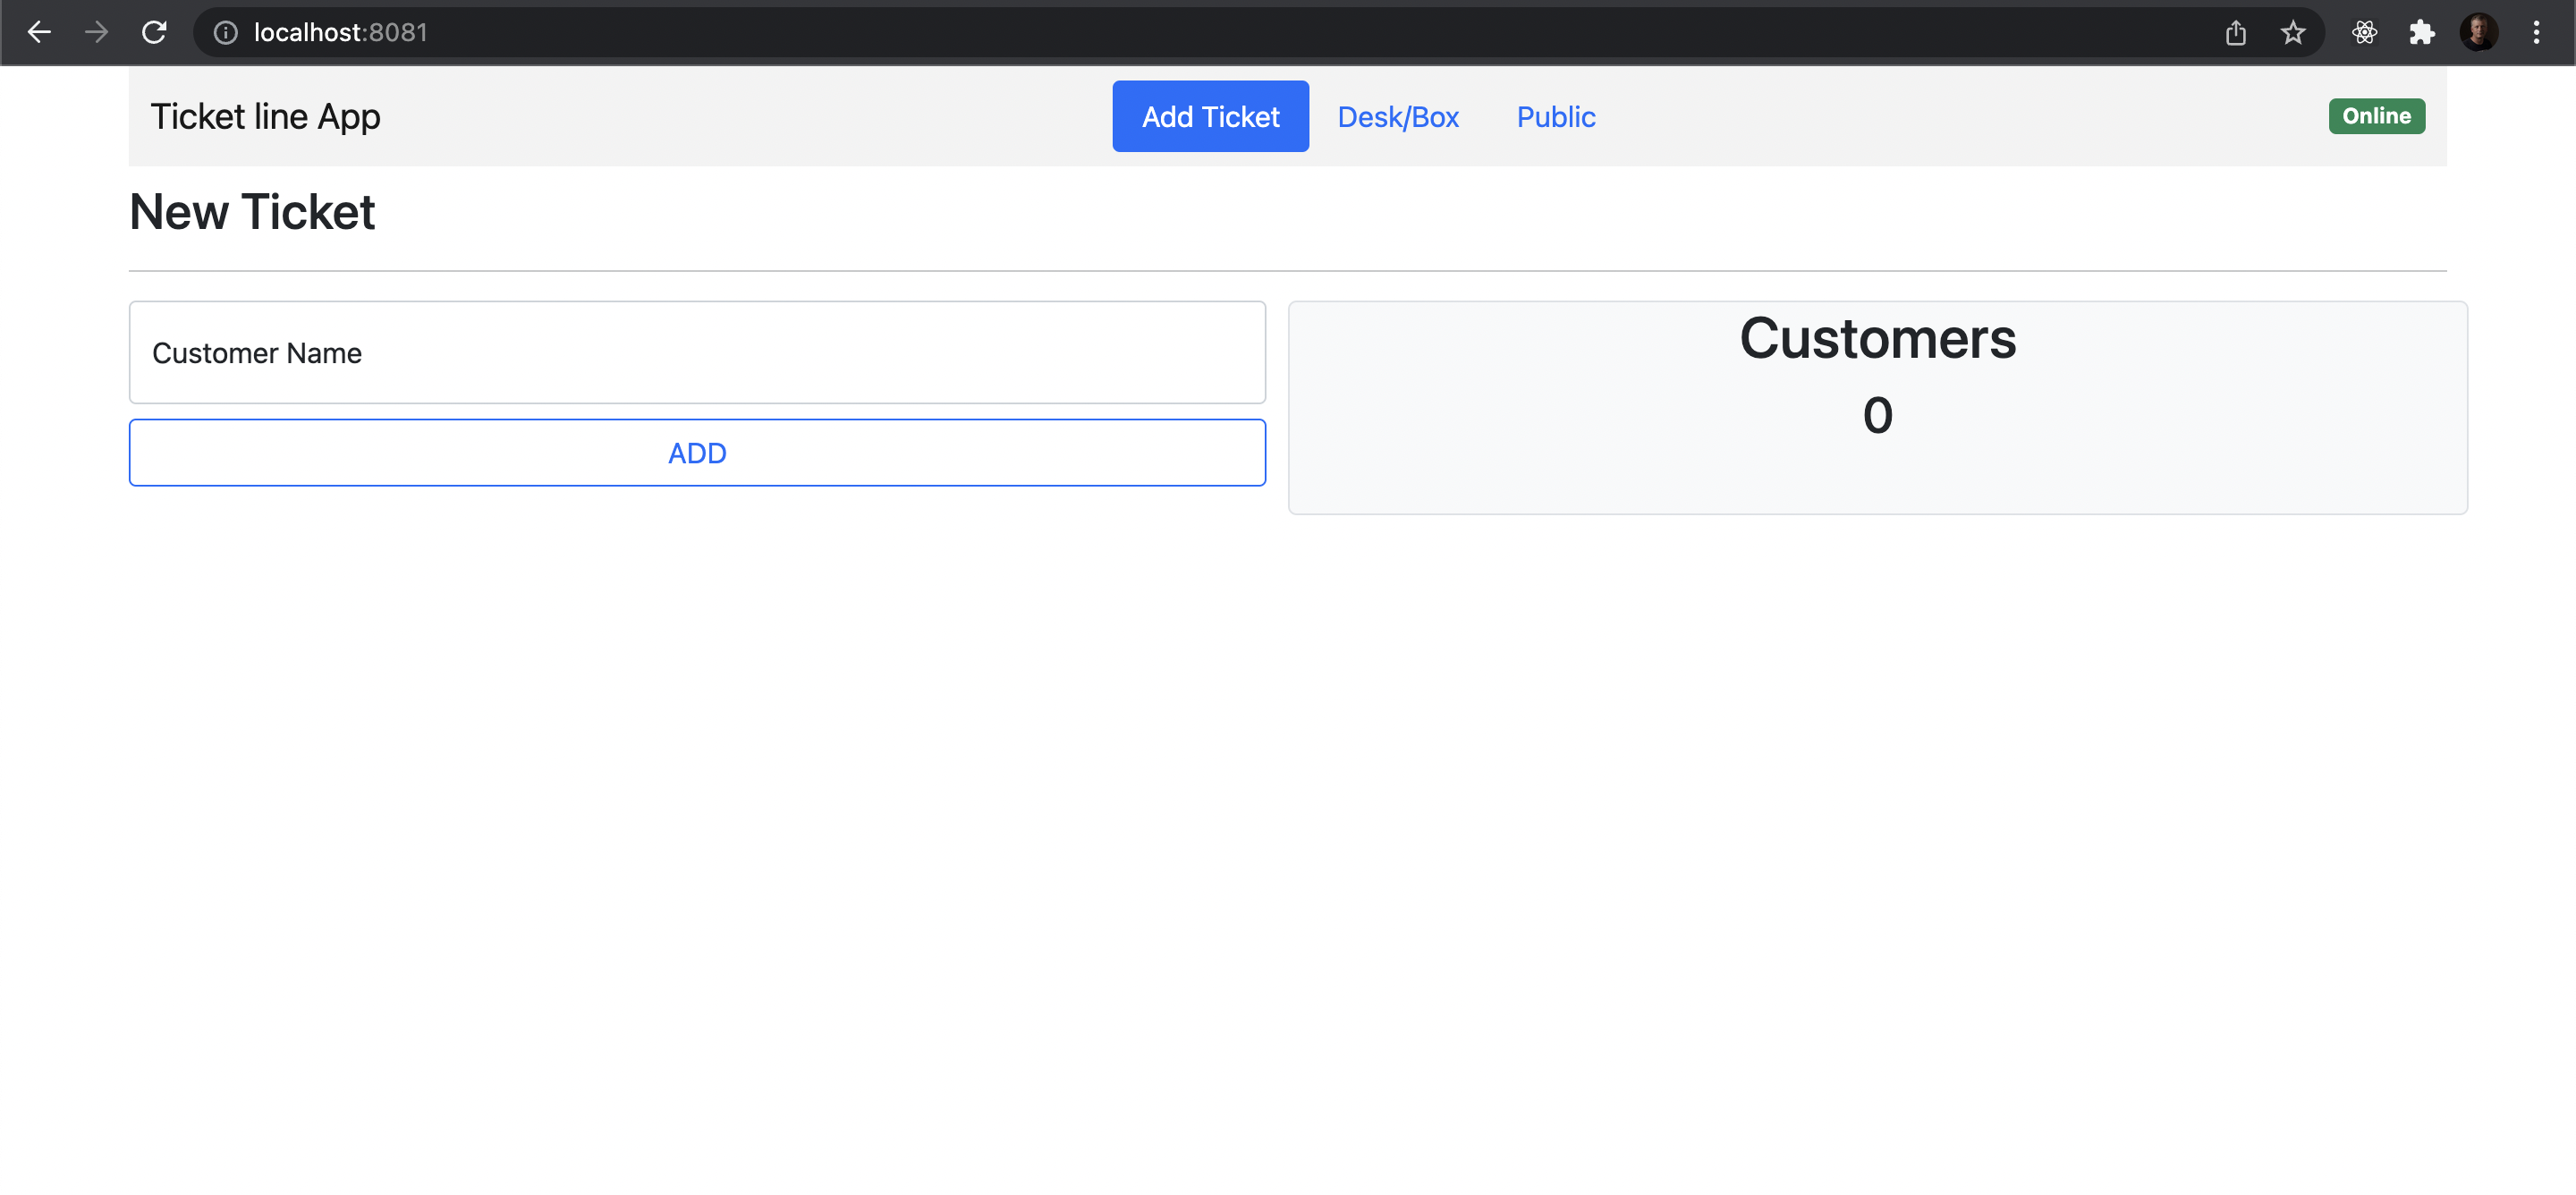 localhost:8081
Ticket line App
Add Ticket
Desk/Box
Public
Online
New Ticket
Customer Name
ADD
Customers
0